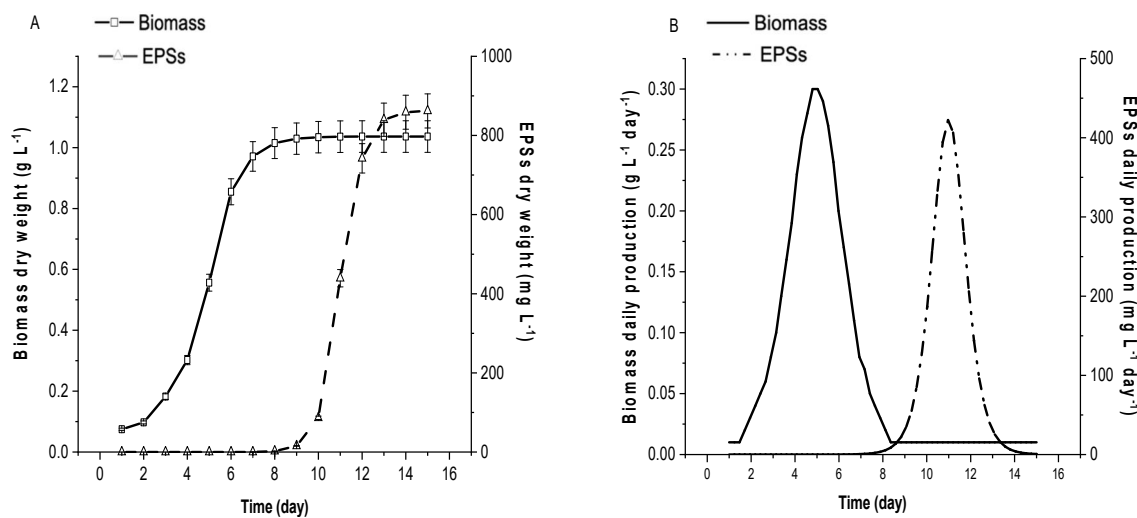 A
Biomass
EPSs
Biomass dry weight (g L-1)
1.2
1.0
0.8
0.6
0.4
0.2
0.0
1000
800
600
400
200
0
EPSs dry weight (mg L-1)
0 2 4 6 8 10 12 14 16
Time (day)
B
Biomass
EPSs
Biomass daily production (g L-1 day-1)
0.30
0.25
0.20
0.15
0.10
0.05
0.00
500
400
300
200
100
0
EPSs daily production (mg L-1 day-1)
0 2 4 6 8 10 12 14 16
Time (day)